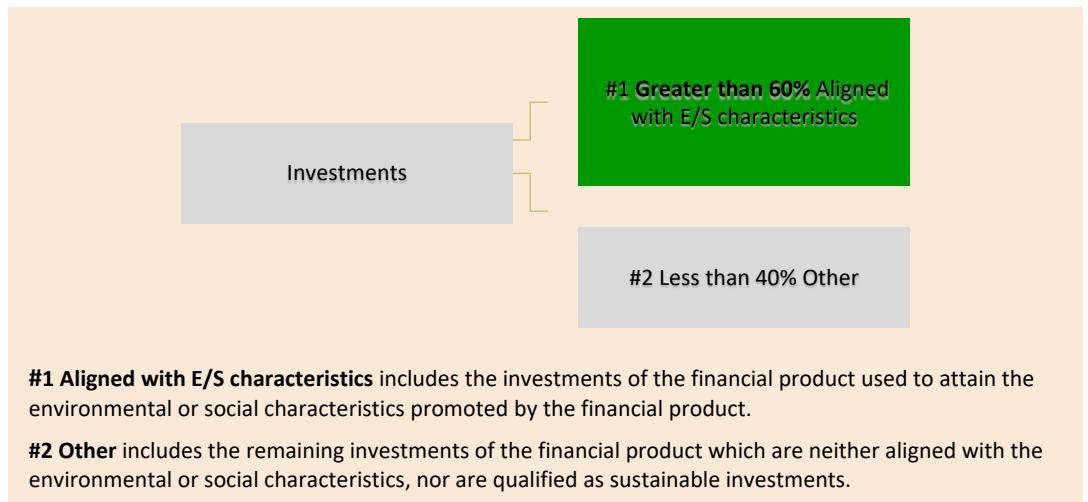 #1 Greater than 60% Aligned
with E/S characteristics
Investments
#2 Less than 40% Other
#1 Aligned with E/S characteristics includes the investments of the financial product used to attain the
environmental or social characteristics promoted by the financial product.
#2 Other includes the remaining investments of the financial product which are neither aligned with the
environmental or social characteristics, nor are qualified as sustainable investments.